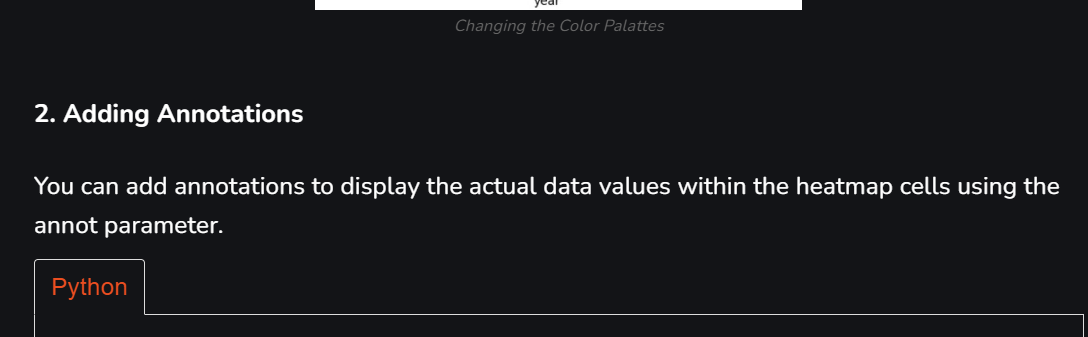 year
Changing the Color Palattes
2. Adding Annotations
You can add annotations to display the actual data values within the heatmap cells using the
annot parameter.
Python